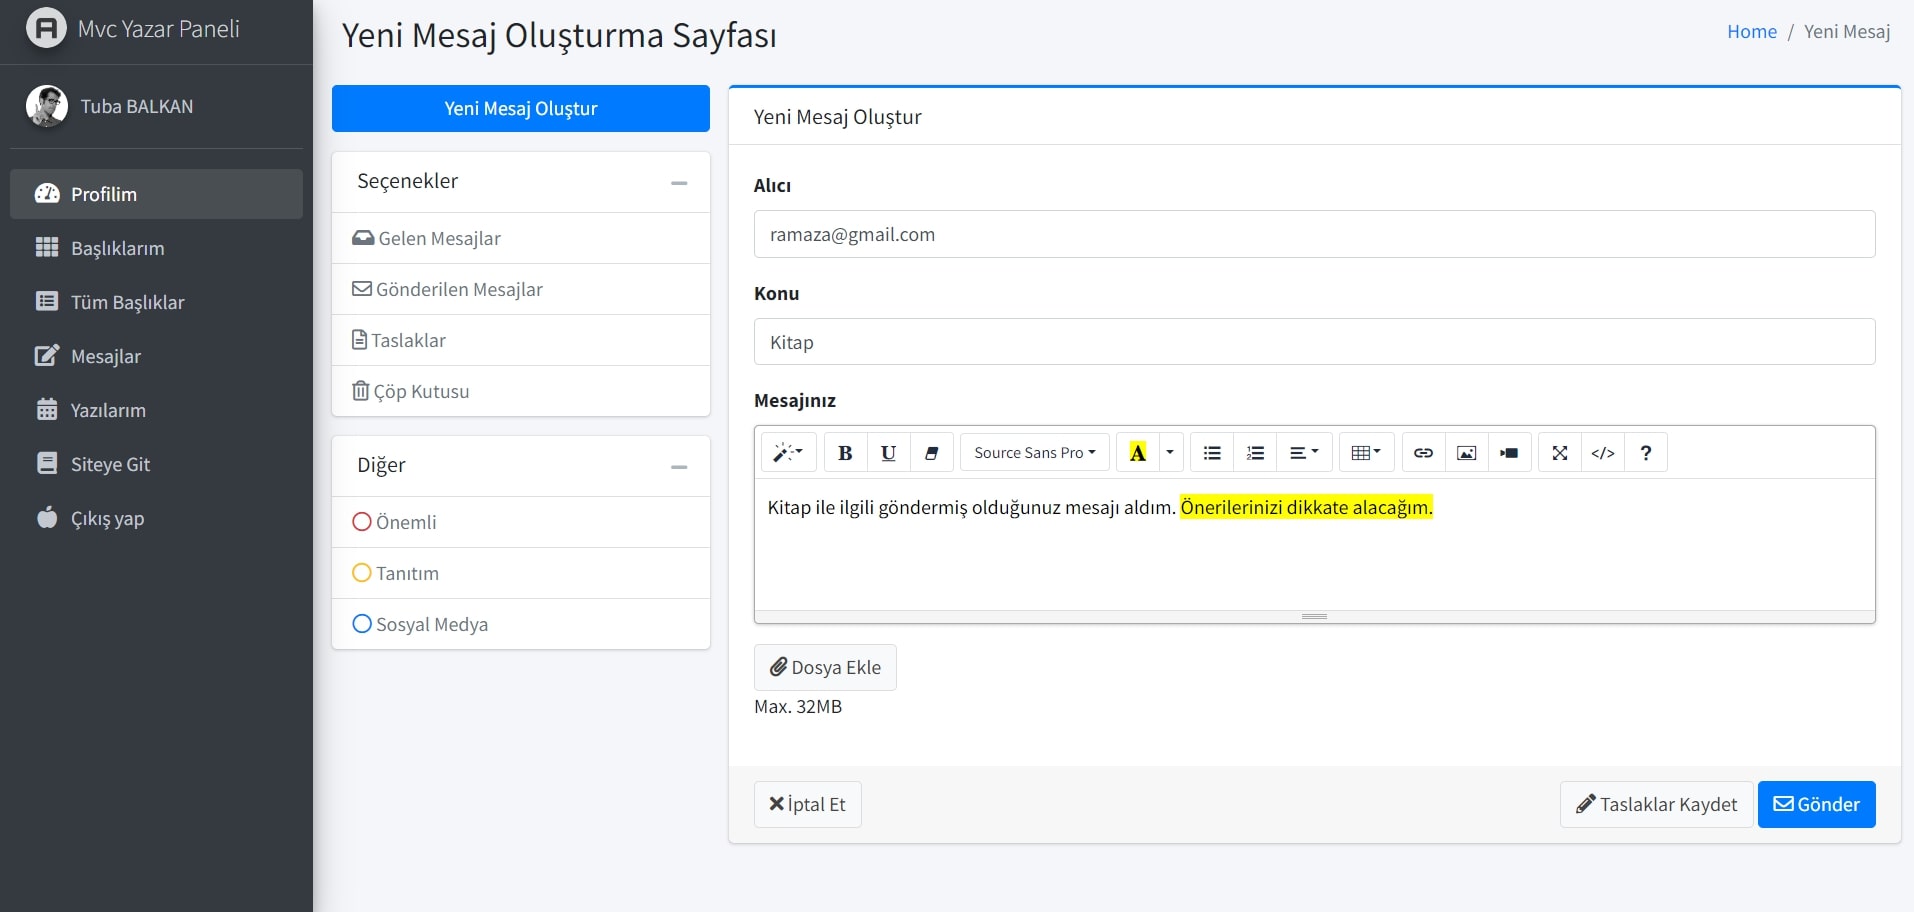 Mvc Yazar Paneli
Tuba BALKAN
Profilim
Başlıklarım
Tüm Başlıklar
Mesajlar
Yazılarım
Siteye Git
Çıkış yap
Yeni Mesaj Oluşturma Sayfası
Home / Yeni Mesaj
Yeni Mesaj Oluştur
Seçenekler
Gelen Mesajlar
Gönderilen Mesajlar
Taslaklar
Çöp Kutusu
Diğer
Önemli
Tanıtım
Sosyal Medya
Yeni Mesaj Oluştur
Alıcı
ramaza@gmail.com
Konu
Kitap
Mesajınız
B U Source Sans Pro A </> ?
Kitap ile ilgili göndermiş olduğunuz mesajı aldım. Önerilerinizi dikkate alacağım.
Dosya Ekle
Max. 32MB
İptal Et
Taslaklar Kaydet
Gönder